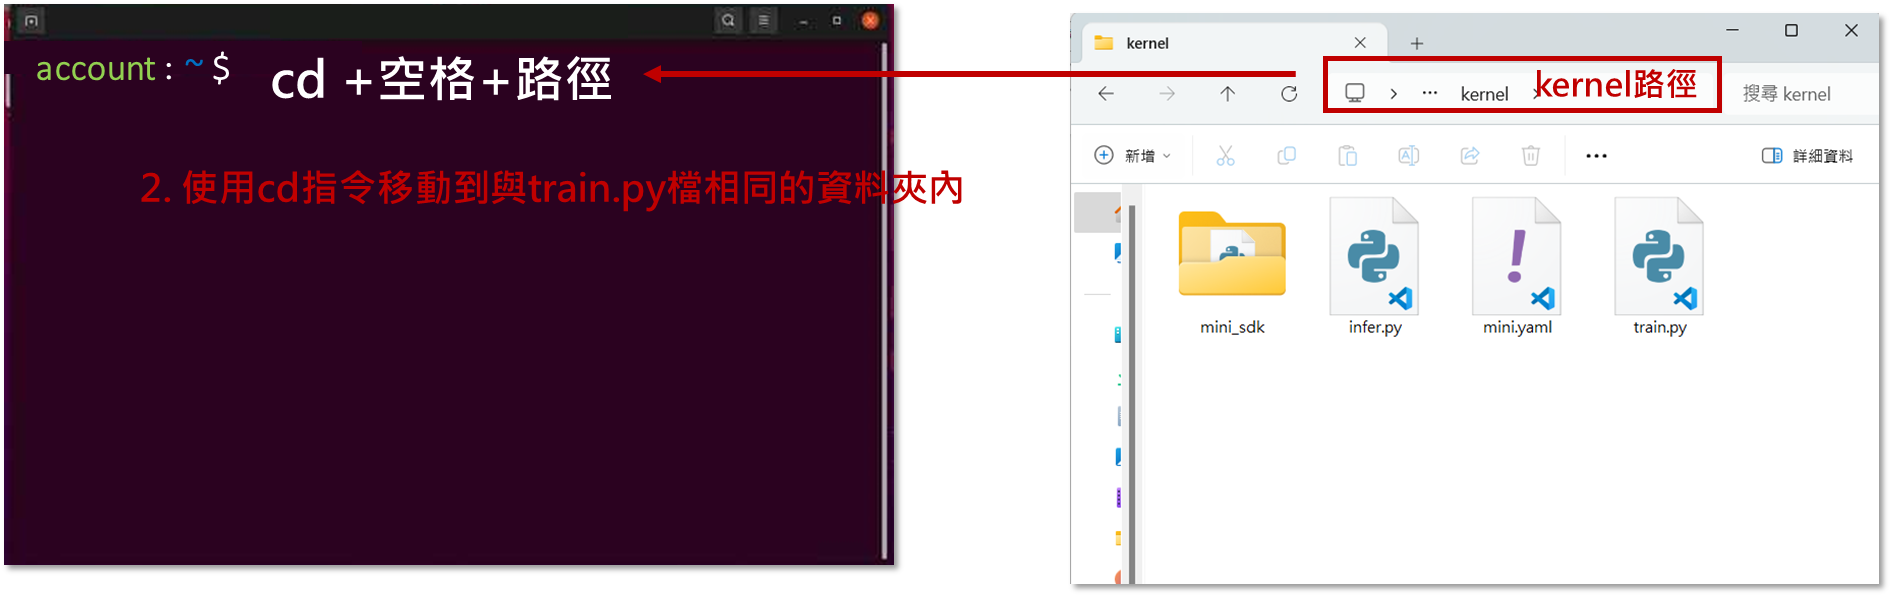 account : ~ $ cd +空格+路徑
2. 使用cd指令移動到與train.py檔相同的資料夾內
kernel
kernel kernel路徑 搜尋 kernel
新增 詳細資料
mini_sdk infer.py mini.yaml train.py